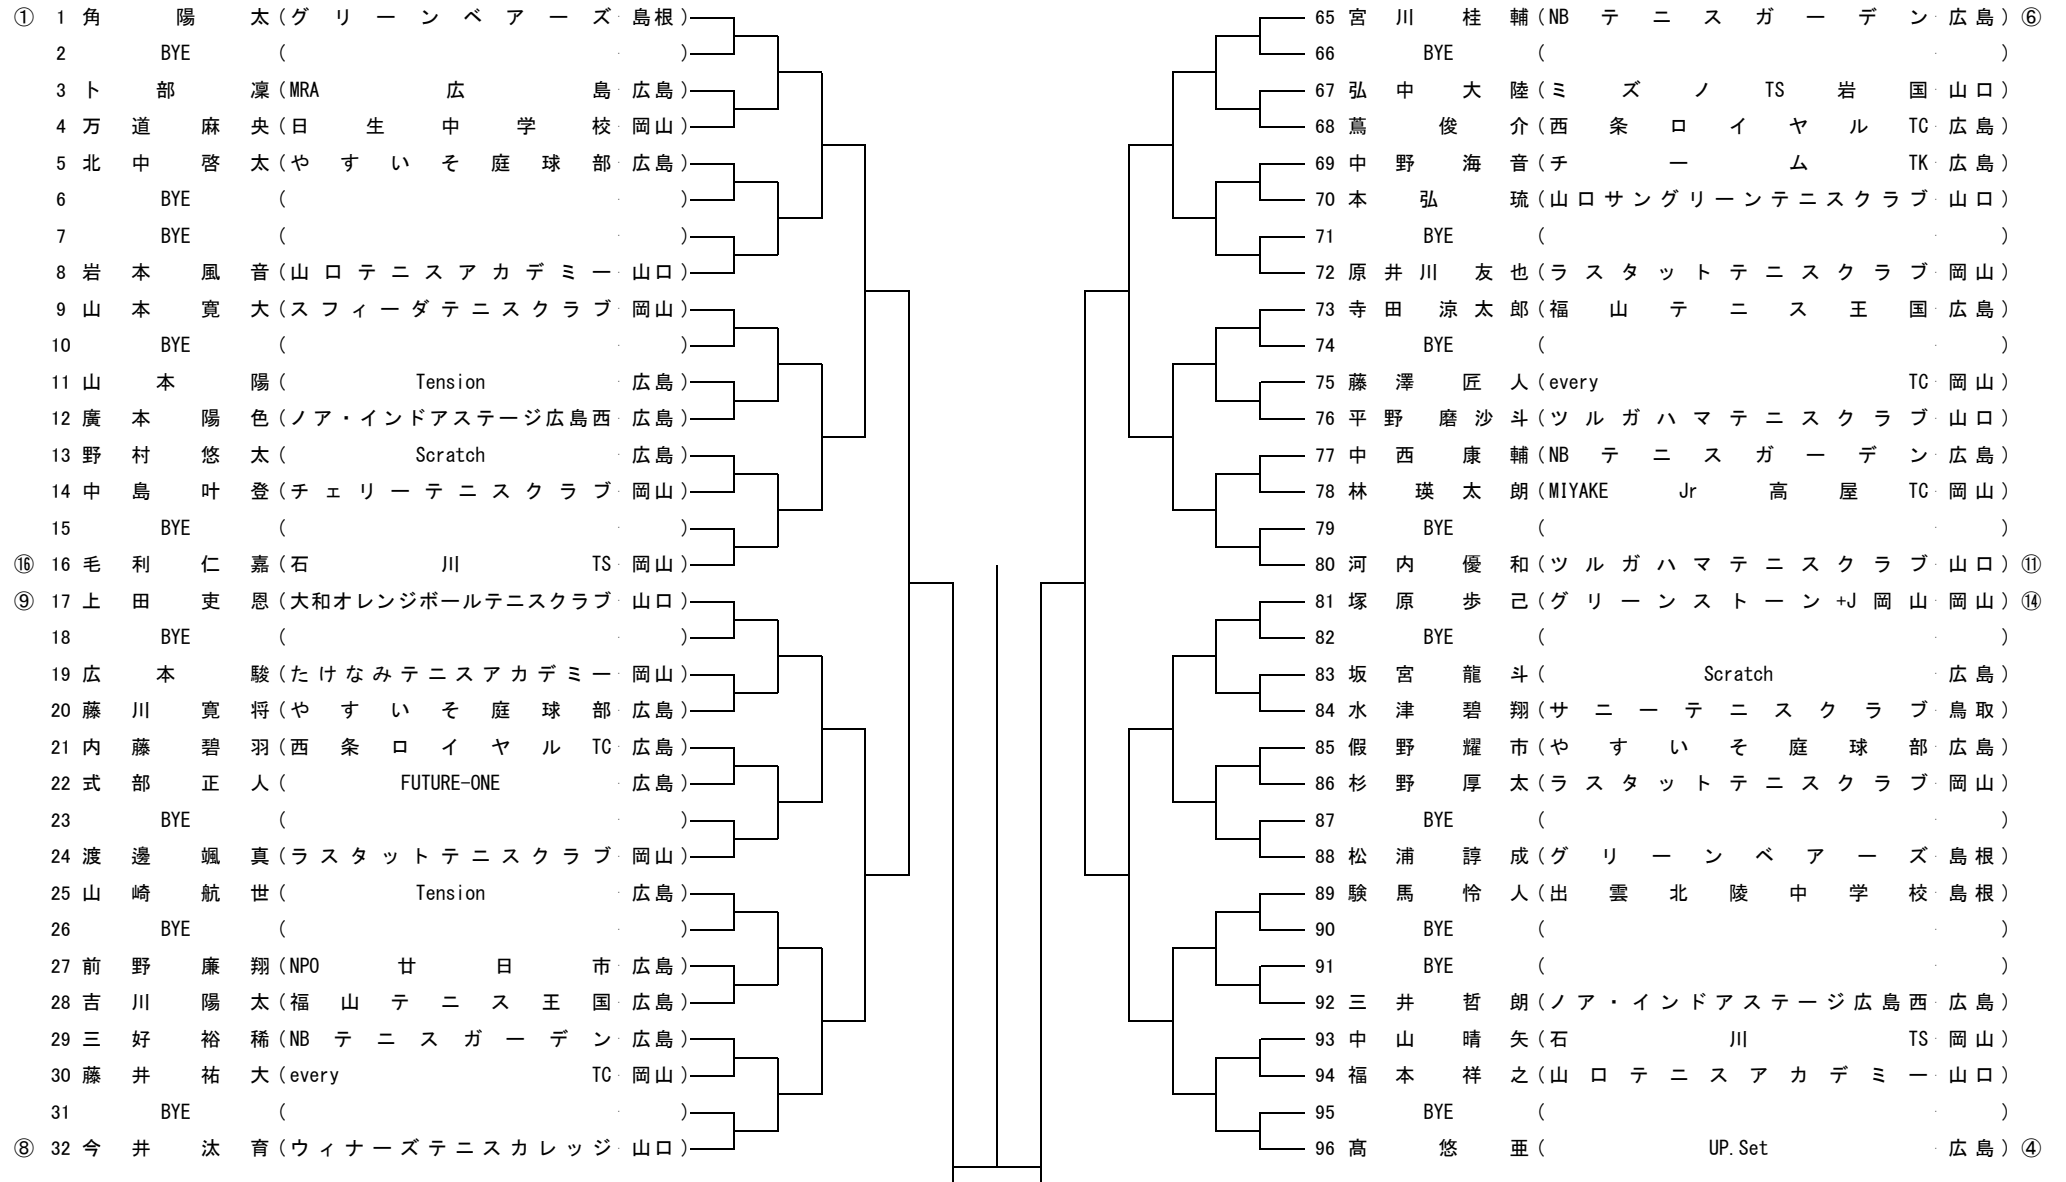 ① 1 角 陽 太 (グリーンベアーズ・島根)
2 BYE ( ・ )
3 卜 部 凜 (MRA 広 島・広島)
4 万 道 麻 央 (日 生 中 学 校・岡山)
5 北 中 啓 太 (やすいそ庭球部・広島)
6 BYE ( ・ )
7 BYE ( ・ )
8 岩 本 風 音 (山口テニスアカデミー・山口)
9 山 本 寛 大 (スフィーダテニスクラブ・岡山)
10 BYE ( ・ )
11 山 本 陽 ( Tension ・広島)
12 廣 本 陽 色 (ノア・インドアステージ広島西・広島)
13 野 村 悠 太 ( Scratch ・広島)
14 中 島 叶 登 (チェリーテニスクラブ・岡山)
15 BYE ( ・ )
⑯ 16 毛 利 仁 嘉 (石 川 TS・岡山)
⑨ 17 上 田 吏 恩 (大和オレンジボールテニスクラブ・山口)
18 BYE ( ・ )
19 広 本 駿 (たけなみテニスアカデミー・岡山)
20 藤 川 寛 将 (やすいそ庭球部・広島)
21 内 藤 碧 羽 (西条ロイヤル TC・広島)
22 式 部 正 人 ( FUTURE-ONE ・広島)
23 BYE ( ・ )
24 渡 邊 颯 真 (ラスタットテニスクラブ・岡山)
25 山 崎 航 世 ( Tension ・広島)
26 BYE ( ・ )
27 前 野 廉 翔 (NPO 廿 日 市・広島)
28 吉 川 陽 太 (福山テニス王国・広島)
29 三 好 裕 稀 (NB テニスガーデン・広島)
30 藤 井 祐 大 (every TC・岡山)
31 BYE ( ・ )
⑧ 32 今 井 汰 育 (ウィナーズテニスカレッジ・山口)
65 宮 川 桂 輔 (NB テニスガーデン・広島) ⑥
66 BYE ( ・ )
67 弘 中 大 陸 (ミズノ TS 岩国・山口)
68 蔦 俊 介 (西条ロイヤル TC・広島)
69 中 野 海 音 (チーム TK・広島)
70 本 弘 琉 (山口サングリーンテニスクラブ・山口)
71 BYE ( ・ )
72 原 井 川 友 也 (ラスタットテニスクラブ・岡山)
73 寺 田 涼 太 郎 (福山テニス王国・広島)
74 BYE ( ・ )
75 藤 澤 匠 人 (every TC・岡山)
76 平 野 磨 沙 斗 (ツルガハマテニスクラブ・山口)
77 中 西 康 輔 (NB テニスガーデン・広島)
78 林 瑛 太 朗 (MIYAKE Jr 高屋 TC・岡山)
79 BYE ( ・ )
80 河 内 優 和 (ツルガハマテニスクラブ・山口) ⑪
81 塚 原 歩 己 (グリーンストーン+J 岡山・岡山) ⑭
82 BYE ( ・ )
83 坂 宮 龍 斗 ( Scratch ・広島)
84 水 津 碧 翔 (サニーテニスクラブ・鳥取)
85 假 野 耀 市 (やすいそ庭球部・広島)
86 杉 野 厚 太 (ラスタットテニスクラブ・岡山)
87 BYE ( ・ )
88 松 浦 諄 成 (グリーンベアーズ・島根)
89 験 馬 怜 人 (出雲北陵中学校・島根)
90 BYE ( ・ )
91 BYE ( ・ )
92 三 井 哲 朗 (ノア・インドアステージ広島西・広島)
93 中 山 晴 矢 (石 川 TS・岡山)
94 福 本 祥 之 (山口テニスアカデミー・山口)
95 BYE ( ・ )
96 髙 悠 亜 ( UP.Set ・広島) ④